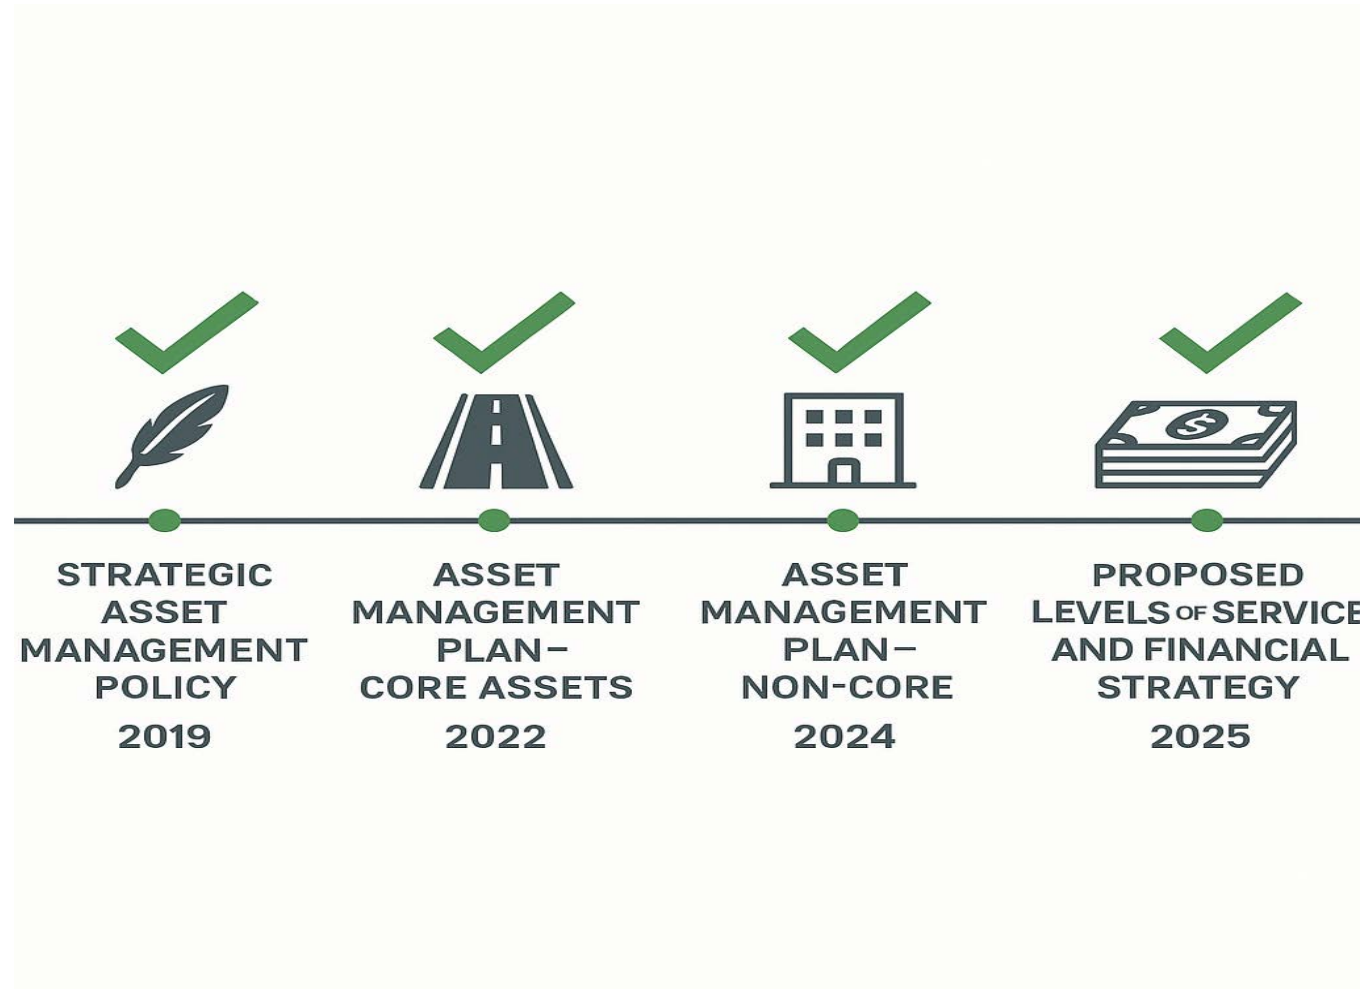 STRATEGIC
ASSET
MANAGEMENT
POLICY
2019
ASSET
MANAGEMENT
PLAN–
CORE ASSETS
2022
ASSET
MANAGEMENT
PLAN–
NON-CORE
2024
PROPOSED
LEVELS OF SERVICE
AND FINANCIAL
STRATEGY
2025